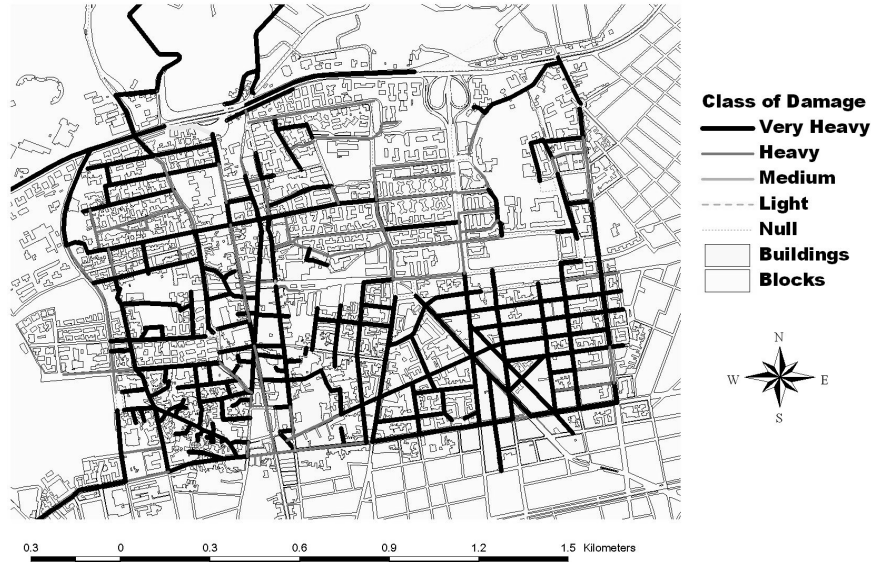 Class of Damage
Very Heavy
Heavy
Medium
Light
Null
Buildings
Blocks
N
W E
S
0.3 0 0.3 0.6 0.9 1.2 1.5 Kilometers